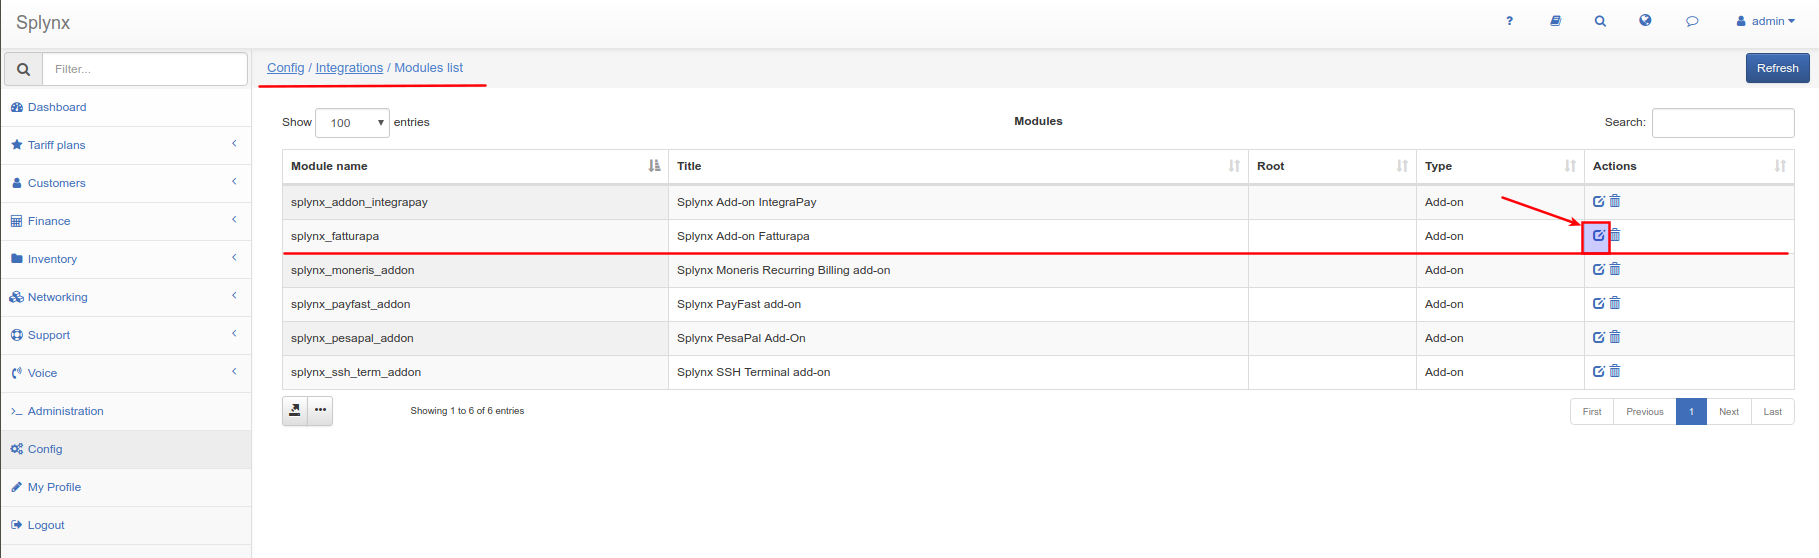 Splynx
? admin
Filter...
Config / Integrations / Modules list
Refresh
Dashboard
Tariff plans
Customers
Finance
Inventory
Networking
Support
Voice
Administration
Config
My Profile
Logout
Show 100 entries
Modules
Search:
Module name Title Root Type Actions
splynx_addon_integrapay Splynx Add-on IntegraPay Add-on
splynx_fatturapa Splynx Add-on Fatturapa Add-on
splynx_moneris_addon Splynx Moneris Recurring Billing add-on Add-on
splynx_payfast_addon Splynx PayFast add-on Add-on
splynx_pesapal_addon Splynx PesaPal Add-On Add-on
splynx_ssh_term_addon Splynx SSH Terminal add-on Add-on
Showing 1 to 6 of 6 entries
First Previous 1 Next Last